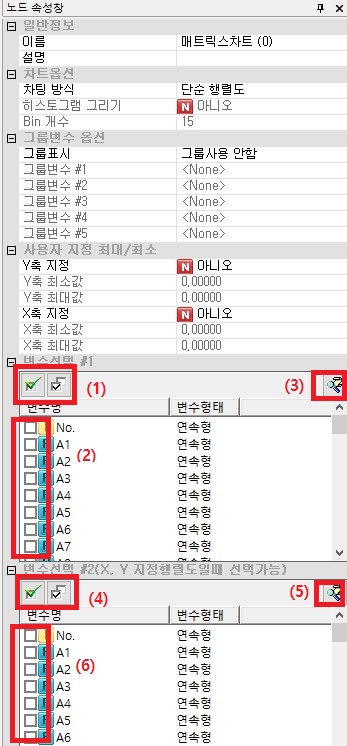 노드 속성창
일반정보
이름 매트릭스차트 (0)
설명
차트옵션
차팅 방식 단순 행렬도
히스토그램 그리기 N 아니오
Bin 개수 15
그룹변수 옵션
그룹표시 그룹사용 안함
그룹변수 #1 <None>
그룹변수 #2 <None>
그룹변수 #3 <None>
그룹변수 #4 <None>
그룹변수 #5 <None>
사용자 지정 최대/최소
Y축 지정 N 아니오
Y축 최소값 0,00000
Y축 최대값 0,00000
X축 지정 N 아니오
X축 최소값 0,00000
X축 최대값 0,00000
변수선택 #1
(1) (3)
변수명 변수형태
No. 연속형
A1 연속형
(2)
A2 연속형
A3 연속형
A4 연속형
A5 연속형
A6 연속형
A7 연속형
변수선택 #2(X, Y 지정행렬도일때 선택가능)
(4) (5)
변수명 변수형태
No. 연속형
A1 연속형
(6)
A2 연속형
A3 연속형
A4 연속형
A5 연속형
A6 연속형